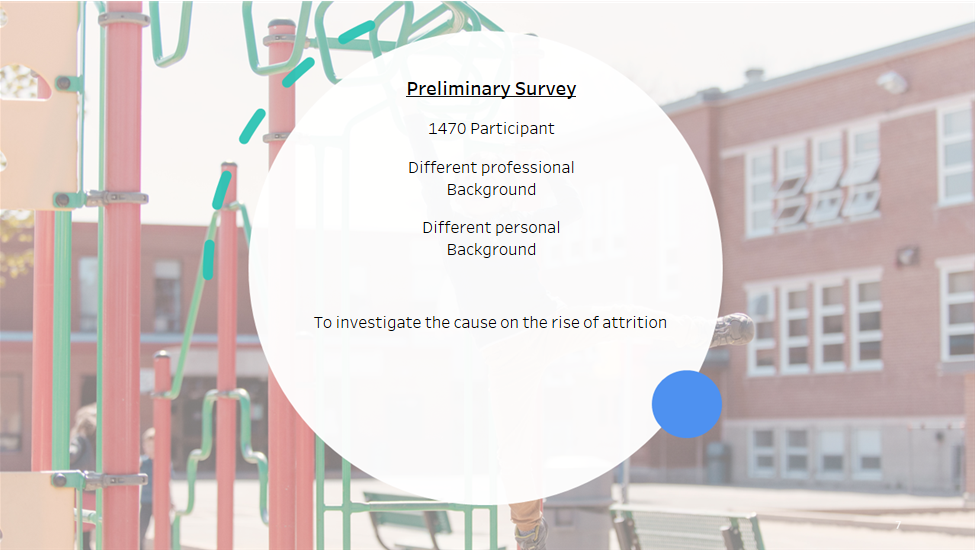 Preliminary Survey
1470 Participant
Different professional
Background
Different personal
Background
To investigate the cause on the rise of attrition